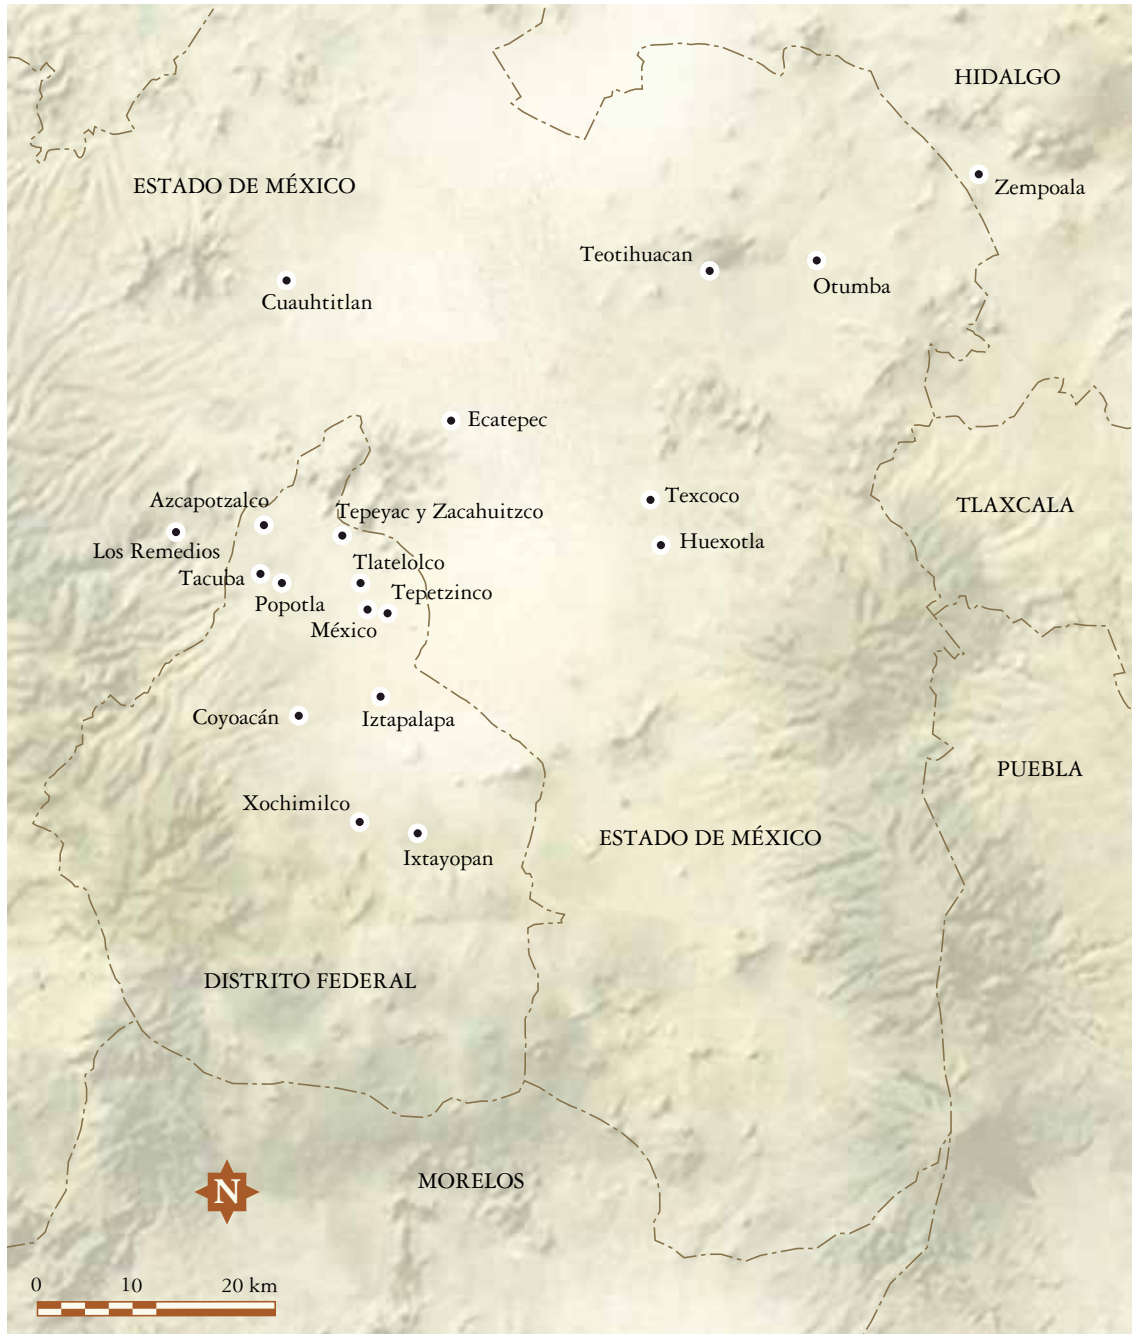 HIDALGO
ESTADO DE MÉXICO
Zempoala
Teotihuacan
Otumba
Cuauhtitlan
Ecatepec
Azcapotzalco
Texcoco
TLAXCALA
Tepeyac y Zacahuitzco
Huexotla
Los Remedios
Tlatelolco
Tacuba
Tepetzinco
Popotla
México
Coyoacán
Iztapalapa
PUEBLA
Xochimilco
ESTADO DE MÉXICO
Ixtayopan
DISTRITO FEDERAL
MORELOS
N
0 10 20 km